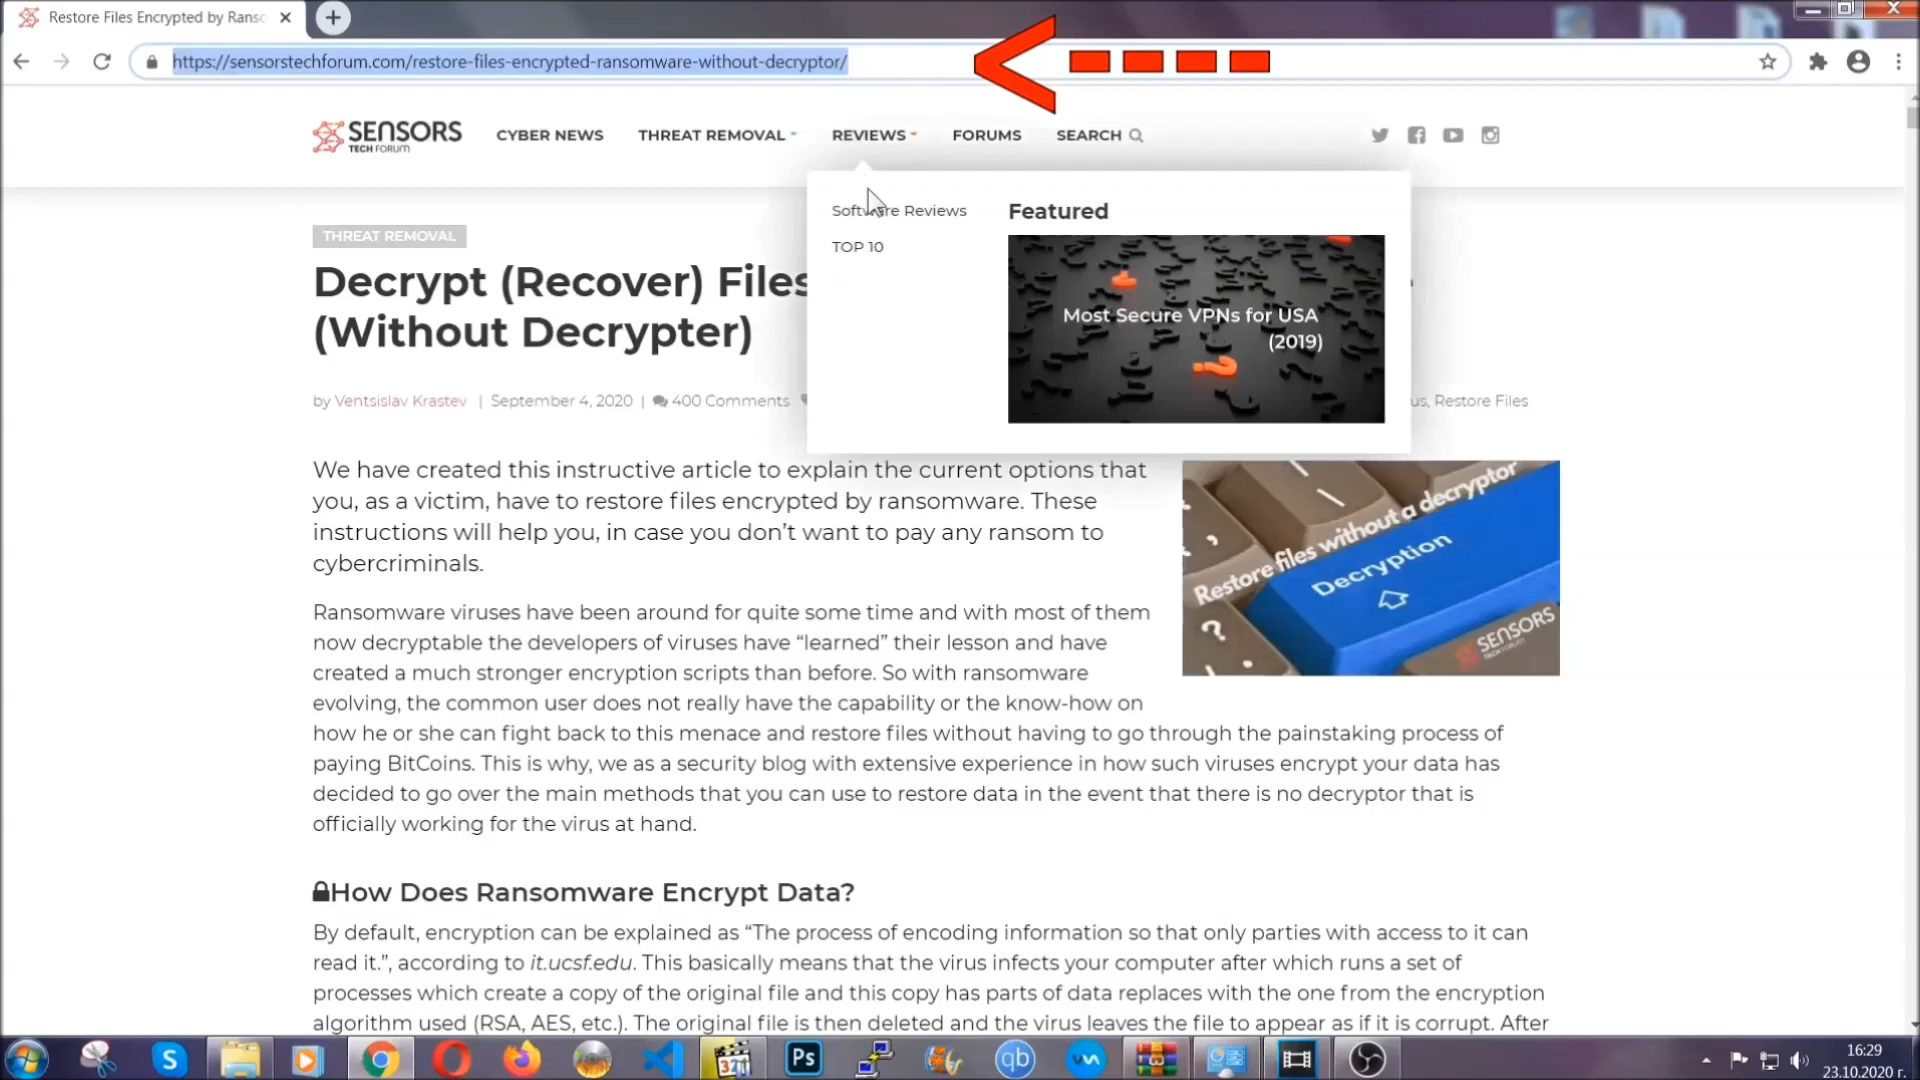 Restore Files Encrypted by Ranso
https://sensorstechforum.com/restore-files-encrypted-ransomware-without-decryptor/
SENSORS
TECH FORUM
CYBER NEWS
THREAT REMOVAL
REVIEWS
FORUMS
SEARCH
Software Reviews
TOP 10
Featured
Most Secure VPNs for USA
(2019)
THREAT REMOVAL
Decrypt (Recover) Files
(Without Decrypter)
by Ventsislav Krastev | September 4, 2020 | 400 Comments
us, Restore Files
We have created this instructive article to explain the current options that
you, as a victim, have to restore files encrypted by ransomware. These
instructions will help you, in case you don’t want to pay any ransom to
cybercriminals.
Restore files without a decryptor
Decryption
SENSORS
Ransomware viruses have been around for quite some time and with most of them
now decryptable the developers of viruses have “learned” their lesson and have
created a much stronger encryption scripts than before. So with ransomware
evolving, the common user does not really have the capability or the know-how on
how he or she can fight back to this menace and restore files without having to go through the painstaking process of
paying BitCoins. This is why, we as a security blog with extensive experience in how such viruses encrypt your data has
decided to go over the main methods that you can use to restore data in the event that there is no decryptor that is
officially working for the virus at hand.
How Does Ransomware Encrypt Data?
By default, encryption can be explained as “The process of encoding information so that only parties with access to it can
read it.”, according to it.ucsf.edu. This basically means that the virus infects your computer after which runs a set of
processes which create a copy of the original file and this copy has parts of data replaces with the one from the encryption
algorithm used (RSA, AES, etc.). The original file is then deleted and the virus leaves the file to appear as if it is corrupt. After
S
321
Ps
qb
16:29
23.10.2020 г.